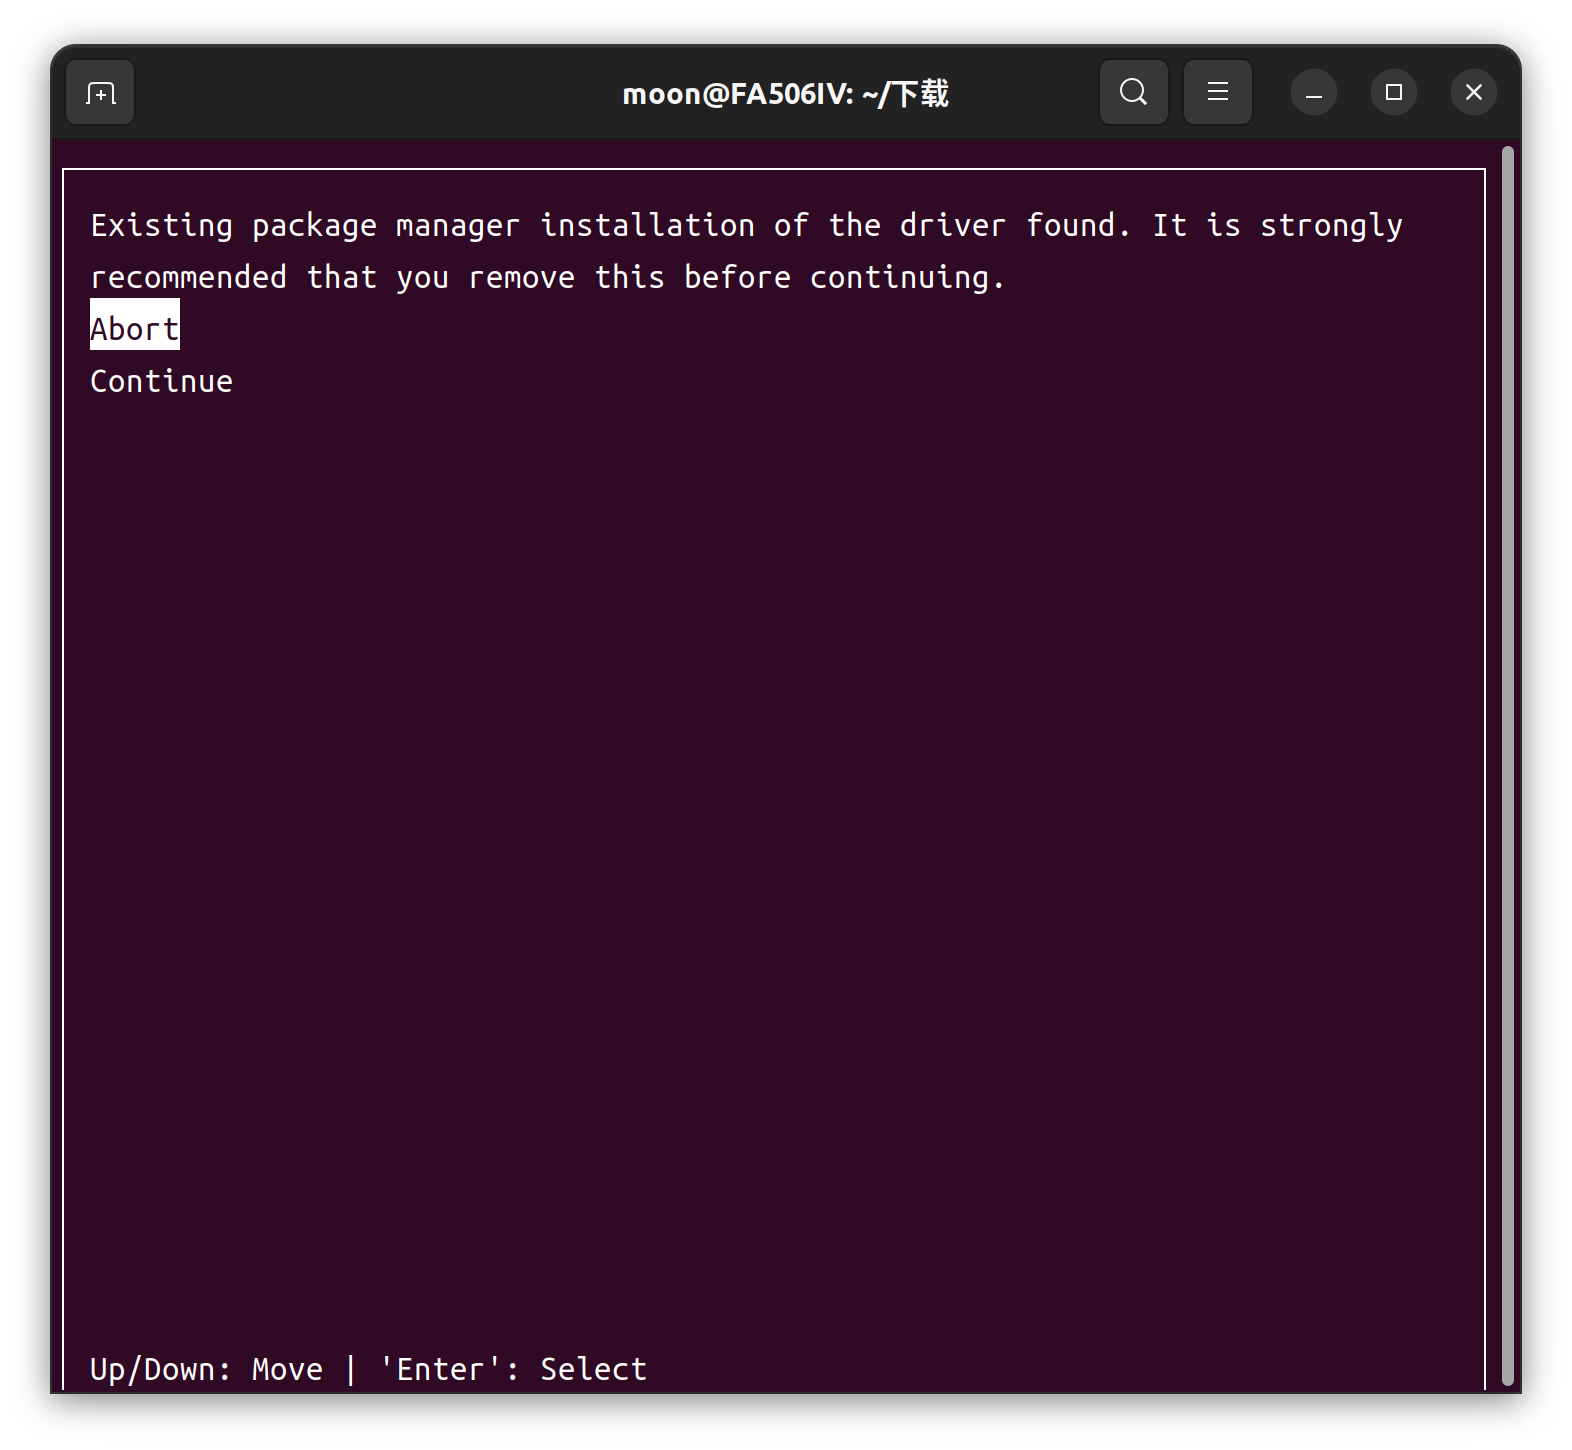 moon@FA506IV: ~/下载
Existing package manager installation of the driver found. It is strongly
recommended that you remove this before continuing.
Abort
Continue
Up/Down: Move | 'Enter': Select